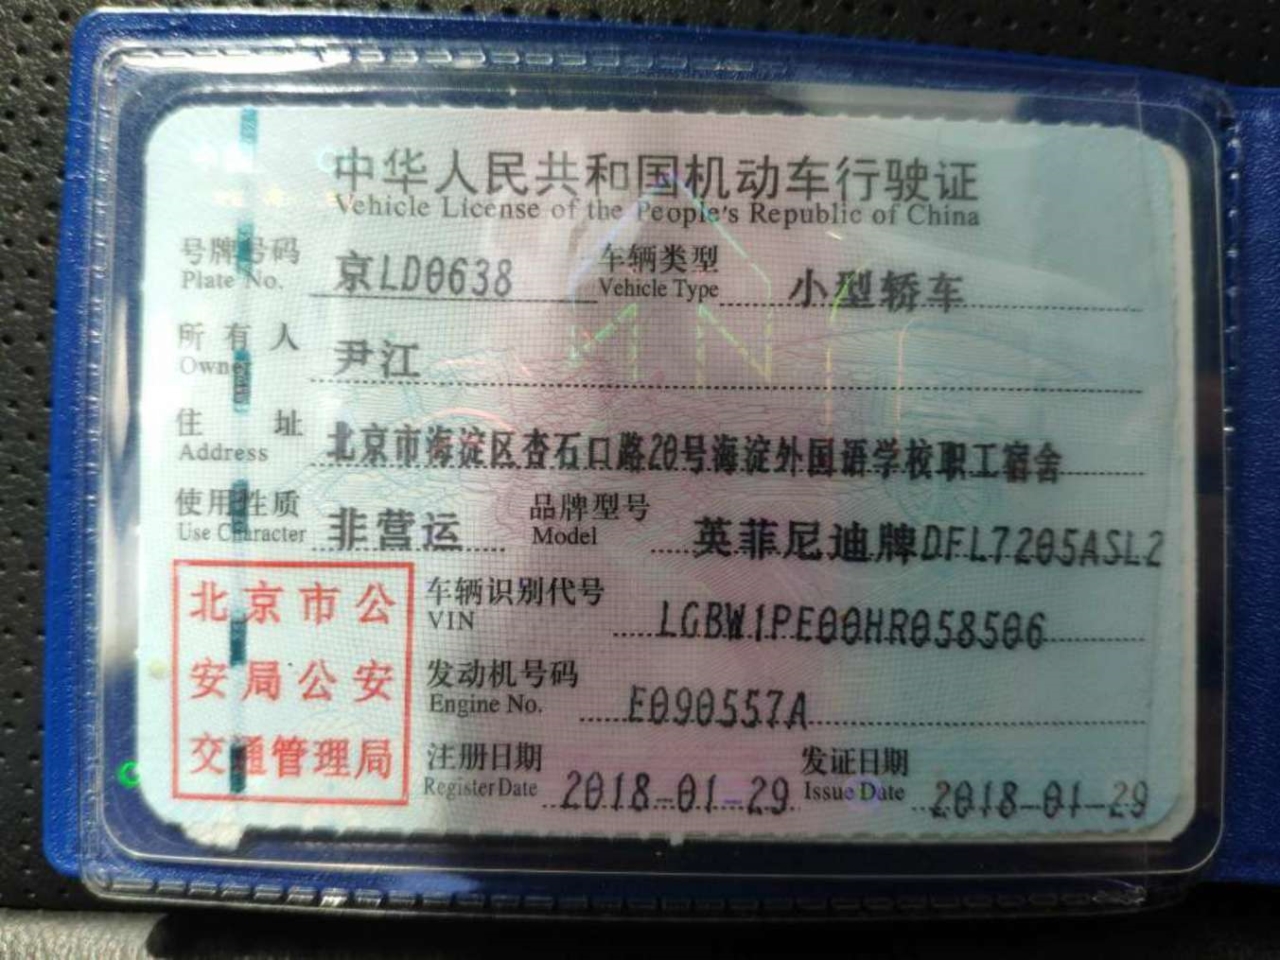 中华人民共和国机动车行驶证
Vehicle License of the People's Republic of China
号牌号码 京LD0638 车辆类型 小型轿车
Plate No. Vehicle Type
所有人 尹江
Owner
住址 北京市海淀区杏石口路20号海淀外国语学校职工宿舍
Address
使用性质 非营运 品牌型号 英菲尼迪牌DFL7205ASL2
Use Character Model
车辆识别代号 LGBW1PE00HR058506
VIN
发动机号码 E090557A
Engine No.
注册日期 2018-01-29 发证日期 2018-01-29
Register Date Issue Date
北京市公
安局公安
交通管理局